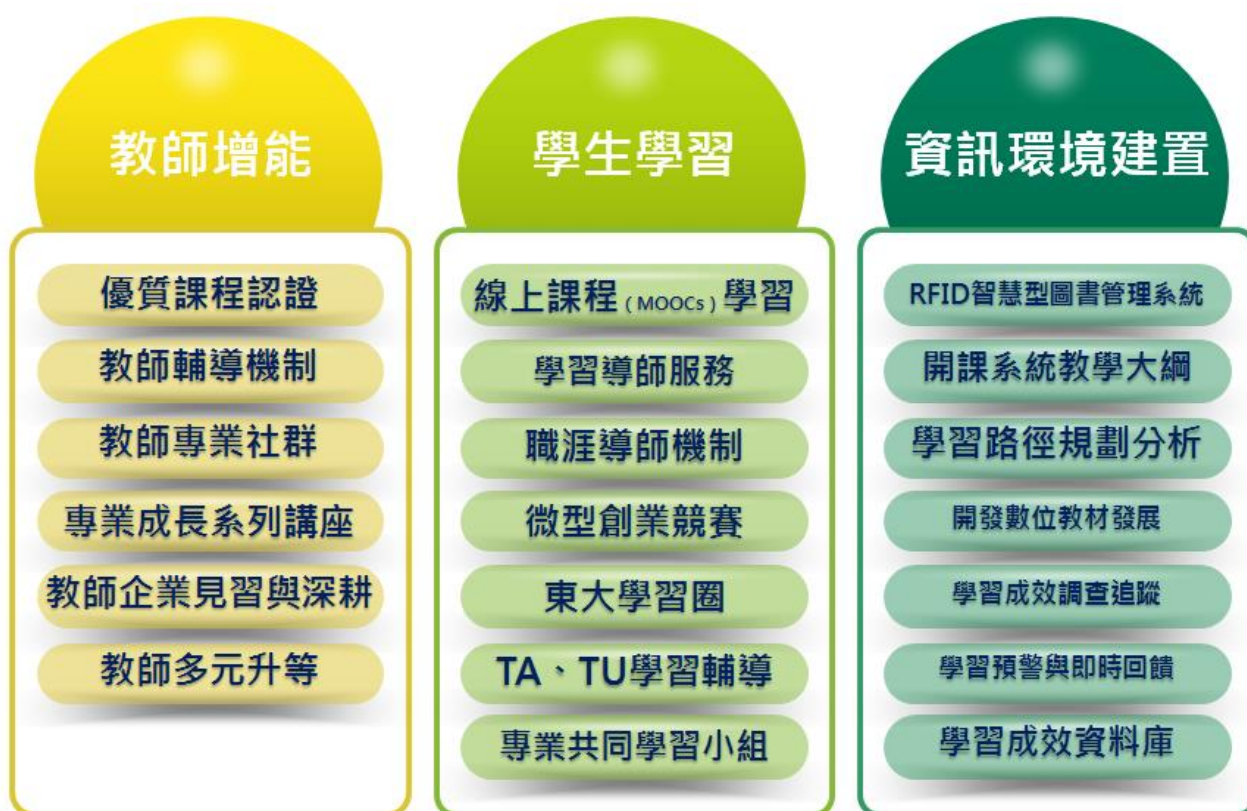 教師增能
優質課程認證
教師輔導機制
教師專業社群
專業成長系列講座
教師企業見習與深耕
教師多元升等
學生學習
線上課程(MOOCs)學習
學習導師服務
職涯導師機制
微型創業競賽
東大學習圈
TA、TU學習輔導
專業共同學習小組
資訊環境建置
RFID智慧型圖書管理系統
開課系統教學大綱
學習路徑規劃分析
開發數位教材發展
學習成效調查追蹤
學習預警與即時回饋
學習成效資料庫